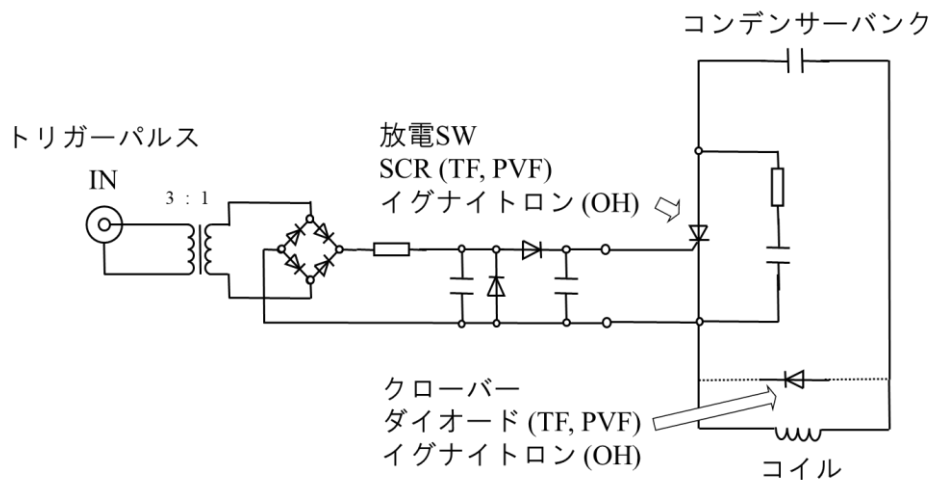 コンデンサーバンク
トリガーパルス
IN
3 : 1
放電SW
SCR (TF, PVF)
イグナイトロン (OH)
クローバー
ダイオード (TF, PVF)
イグナイトロン (OH)
コイル